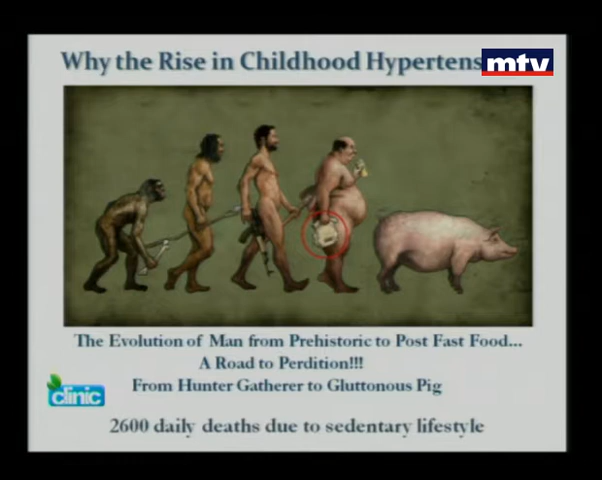 Why the Rise in Childhood Hypertens
mtv
The Evolution of Man from Prehistoric to Post Fast Food...
A Road to Perdition!!!
From Hunter Gatherer to Gluttonous Pig
clinic
2600 daily deaths due to sedentary lifestyle